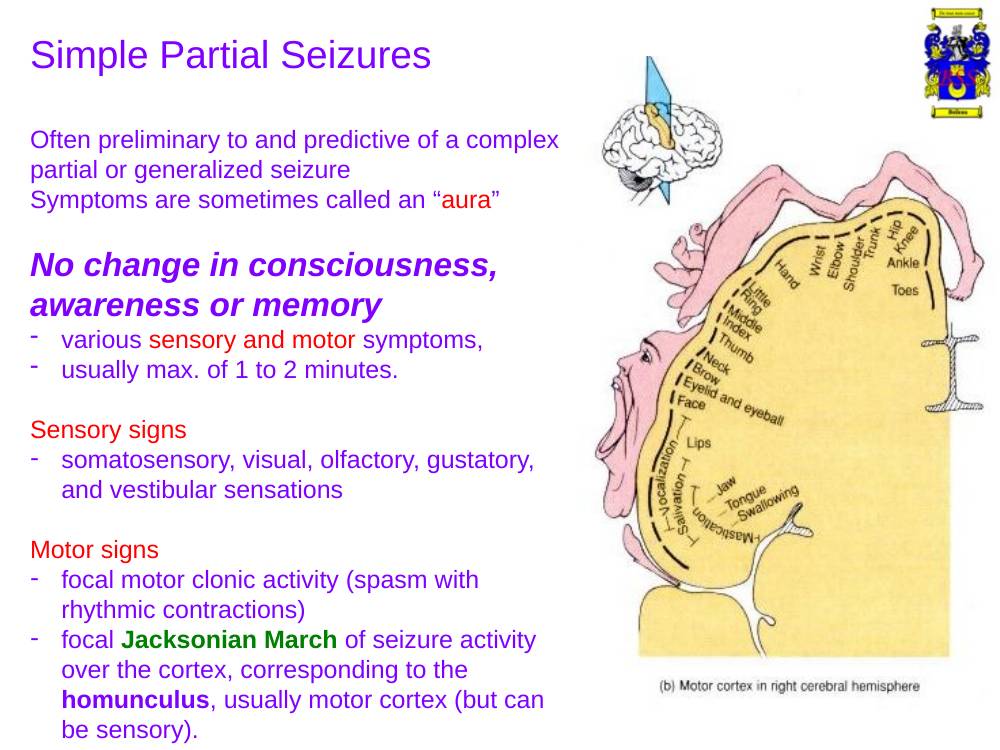 Simple Partial Seizures
Often preliminary to and predictive of a complex
partial or generalized seizure
Symptoms are sometimes called an “aura”
No change in consciousness,
awareness or memory
- various sensory and motor symptoms,
- usually max. of 1 to 2 minutes.
Sensory signs
- somatosensory, visual, olfactory, gustatory,
and vestibular sensations
Motor signs
- focal motor clonic activity (spasm with
rhythmic contractions)
- focal Jacksonian March of seizure activity
over the cortex, corresponding to the
homunculus, usually motor cortex (but can
be sensory).
Toes
Ankle
Knee
Hip
Trunk
Shoulder
Elbow
Wrist
Hand
Little
Ring
Middle
Index
Thumb
Neck
Brow
Eyelid and eyeball
Face
Lips
Vocalization
Salivation
Jaw
Tongue
Swallowing
Mastication
(b) Motor cortex in right cerebral hemisphere